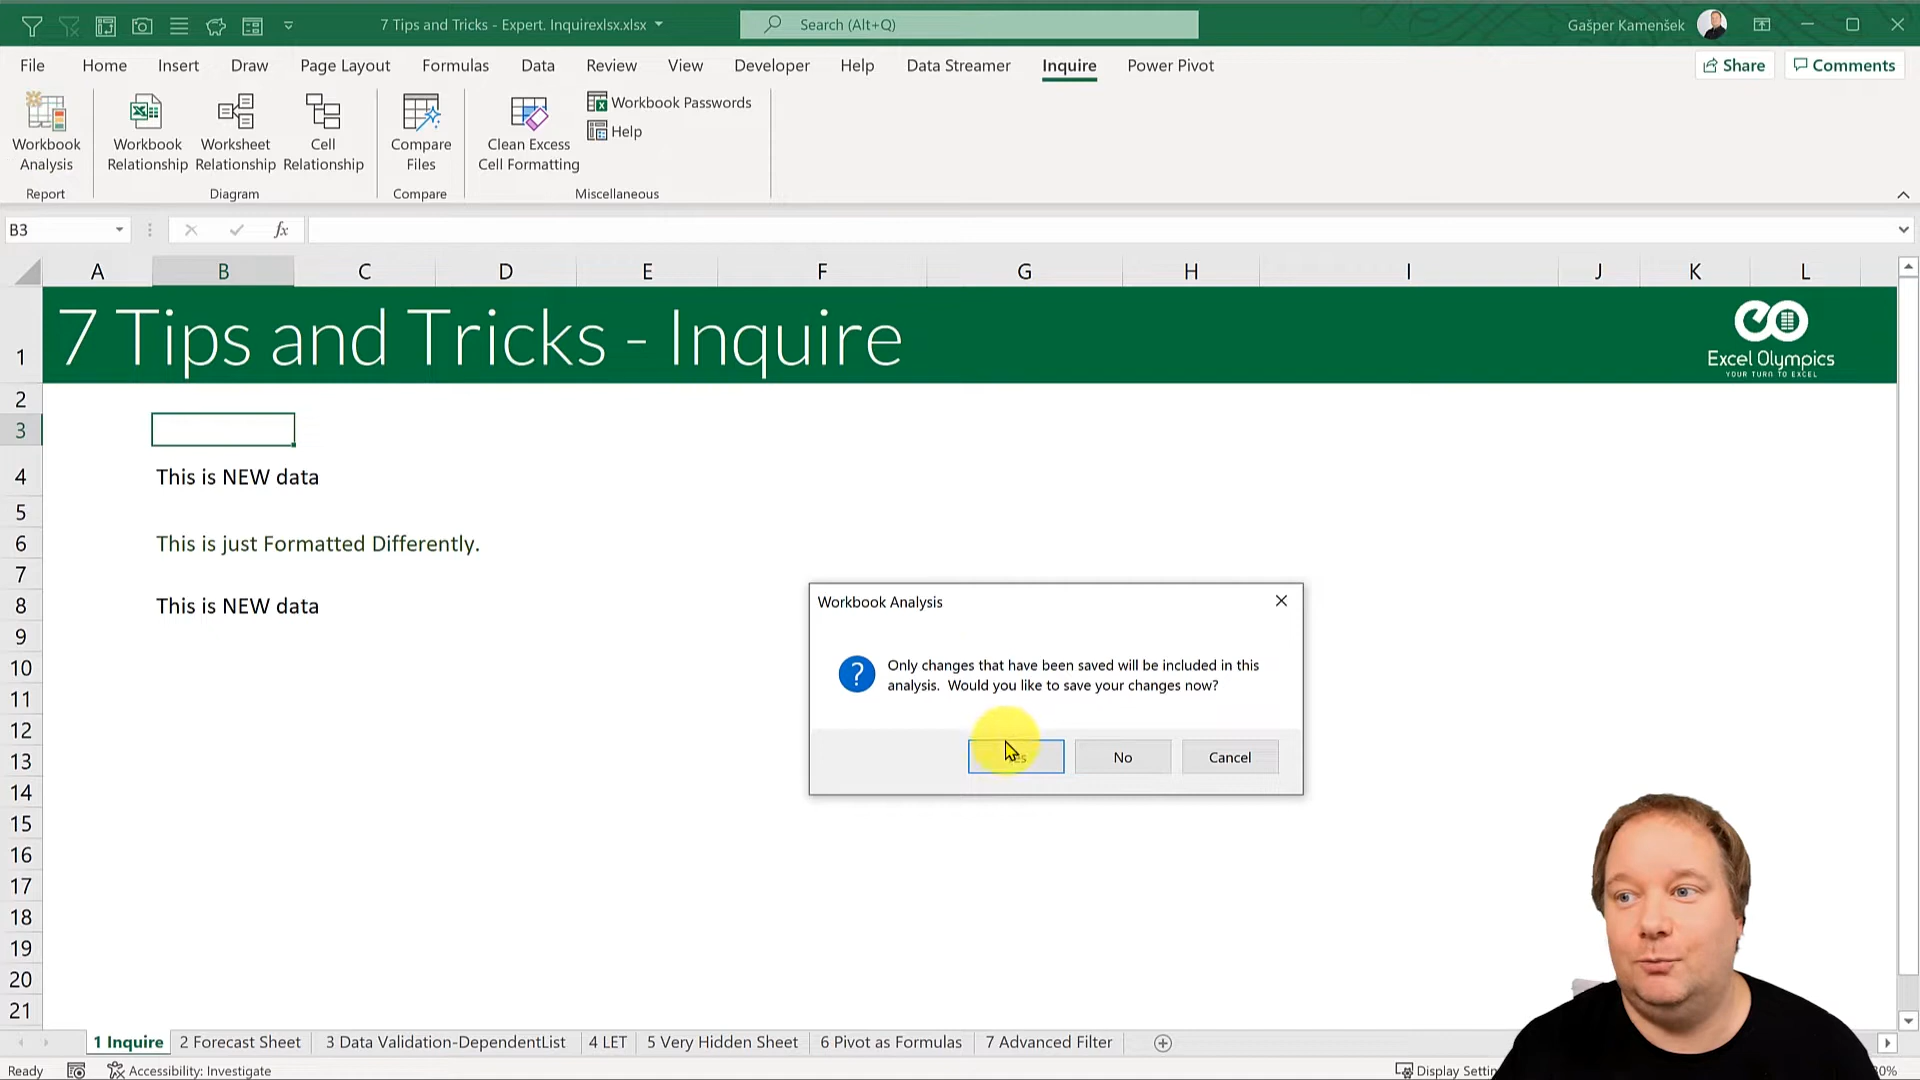 7 Tips and Tricks - Expert. Inquirexlsx.xlsx
Search (Alt+Q)
Gašper Kamenšek
File Home Insert Draw Page Layout Formulas Data Review View Developer Help Data Streamer Inquire Power Pivot
Share
Comments
Workbook Analysis
Workbook Relationship
Worksheet Relationship
Cell Relationship
Compare Files
Clean Excess Cell Formatting
Workbook Passwords
Help
Report
Diagram
Compare
Miscellaneous
B3
fx
A B C D E F G H I J K L
1
7 Tips and Tricks - Inquire
Excel Olympics
YOUR TURN TO EXCEL
2
3
4 This is NEW data
5
6 This is just Formatted Differently.
7
8 This is NEW data
9
10
11
12
13
14
15
16
17
18
19
20
21
Workbook Analysis
Only changes that have been saved will be included in this
analysis. Would you like to save your changes now?
Yes
No
Cancel
1 Inquire 2 Forecast Sheet 3 Data Validation-DependentList 4 LET 5 Very Hidden Sheet 6 Pivot as Formulas 7 Advanced Filter
Ready
Accessibility: Investigate
Display